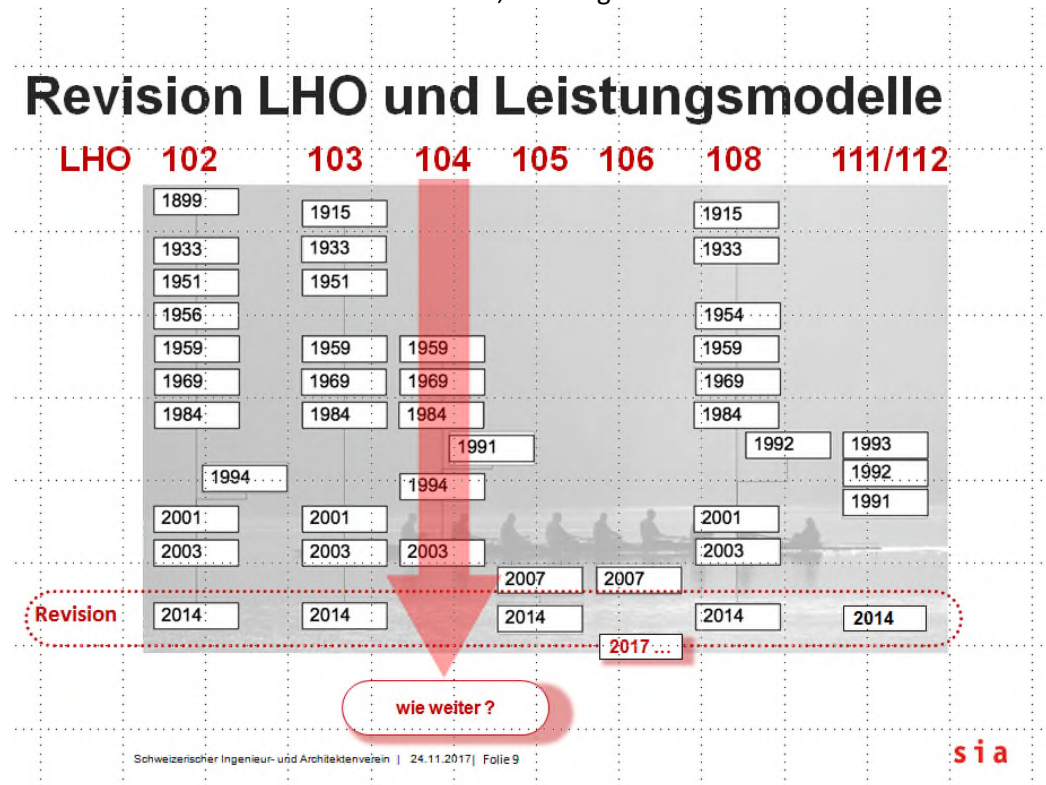 Revision LHO und Leistungsmodelle
LHO 102 103 104 105 106 108 111/112
1899
1915 1915
1933 1933 1933
1951 1951
1956 1954
1959 1959 1959 1959
1969 1969 1969 1969
1984 1984 1984 1984
1991 1992 1993
1994 1992
1994 1991
2001 2001 2001
2003 2003 2003 2003
2007 2007
Revision 2014 2014 2014 2014 2014
2017 ...
wie weiter ?
Schweizerischer Ingenieur- und Architektenverein | 24.11.2017| Folie 9
sia